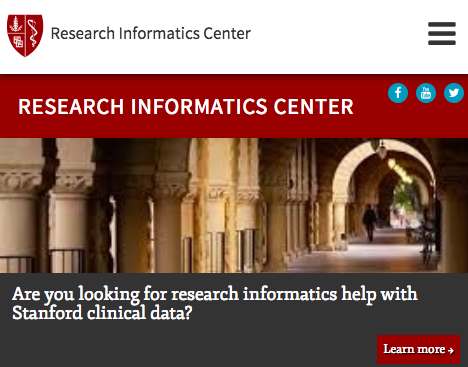 Research Informatics Center
RESEARCH INFORMATICS CENTER
You
Tube
Are you looking for research informatics help with
Stanford clinical data?
Learn more →